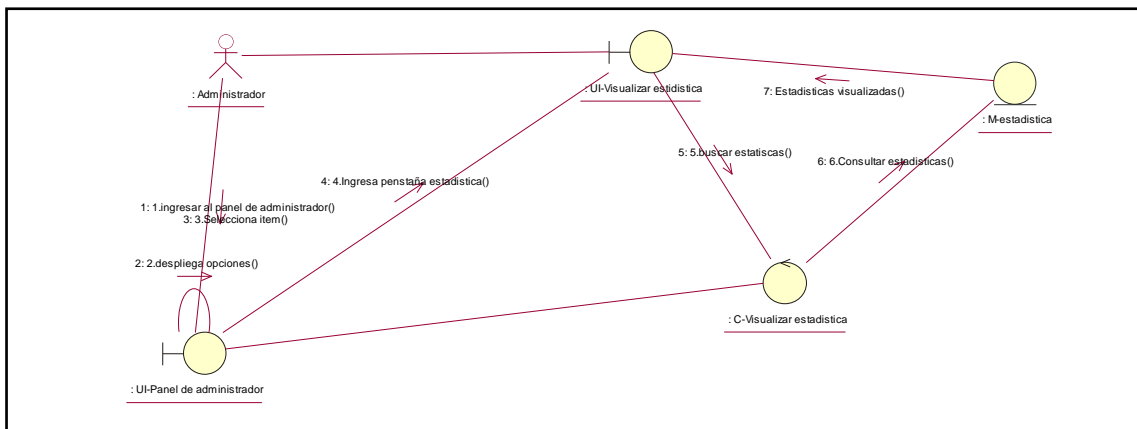 : Administrador
: UI-Visualizar estidistica
7: Estadisticas visualizadas()
: M-estadistica
5: 5.buscar estatiscas()
6: 6.Consultar estadisticas()
4: 4.Ingresa penstaña estadistica()
1: 1.ingresar al panel de administrador()
3: 3.Selecciona item()
2: 2.despliega opciones()
: C-Visualizar estadistica
: UI-Panel de administrador